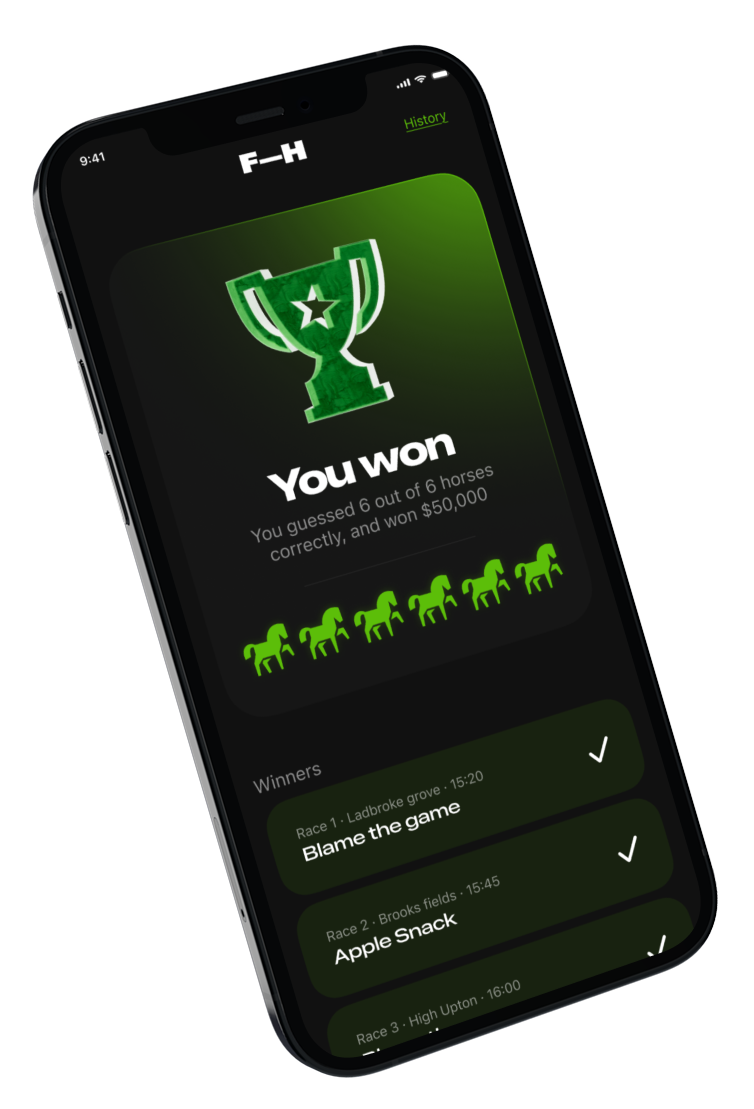 9:41
History
F—H
You won
You guessed 6 out of 6 horses
correctly, and won $50,000
Winners
Race 1 · Ladbroke grove · 15:20
Blame the game
Race 2 · Brooks fields · 15:45
Apple Snack
Race 3 · High Upton · 16:00